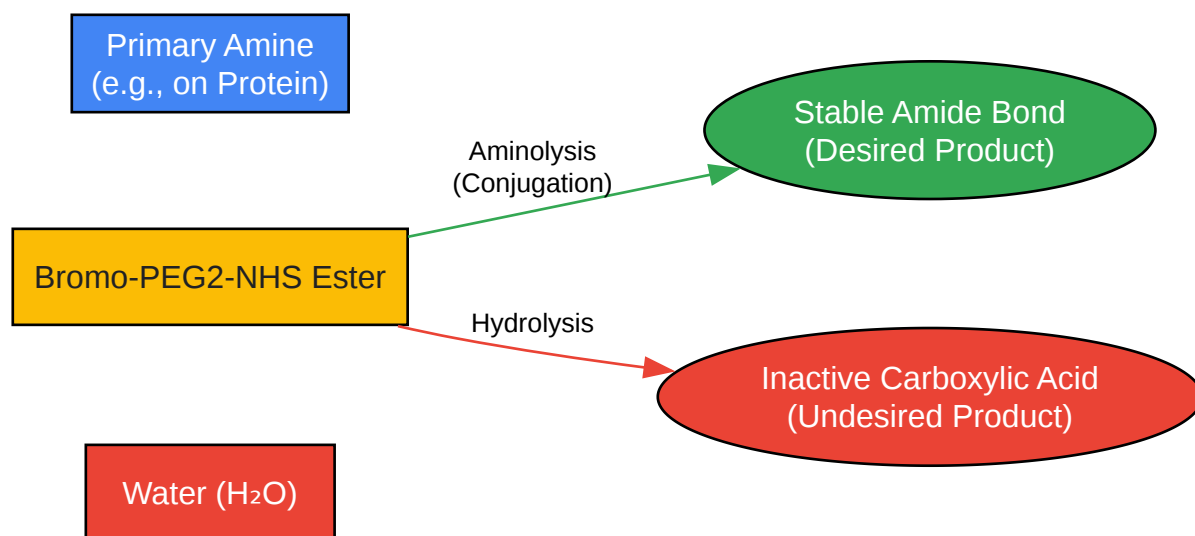 Primary Amine
(e.g., on Protein)
Stable Amide Bond
(Desired Product)
Aminolysis
(Conjugation)
Bromo-PEG2-NHS Ester
Hydrolysis
Inactive Carboxylic Acid
(Undesired Product)
Water (H₂O)